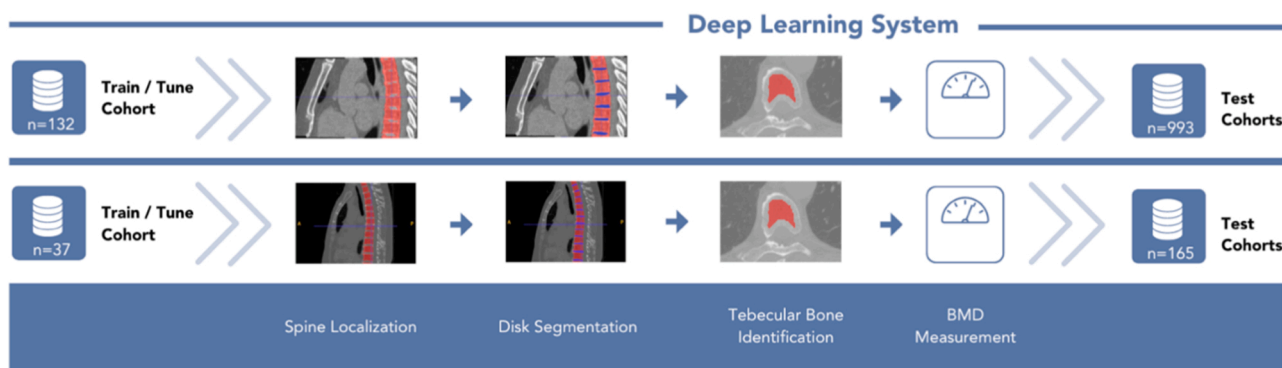 Deep Learning System
Train / Tune
Cohort
n=132
Test
Cohorts
n=993
Train / Tune
Cohort
n=37
A
P
A
P
Test
Cohorts
n=165
Spine Localization
Disk Segmentation
Tebecular Bone
Identification
BMD
Measurement